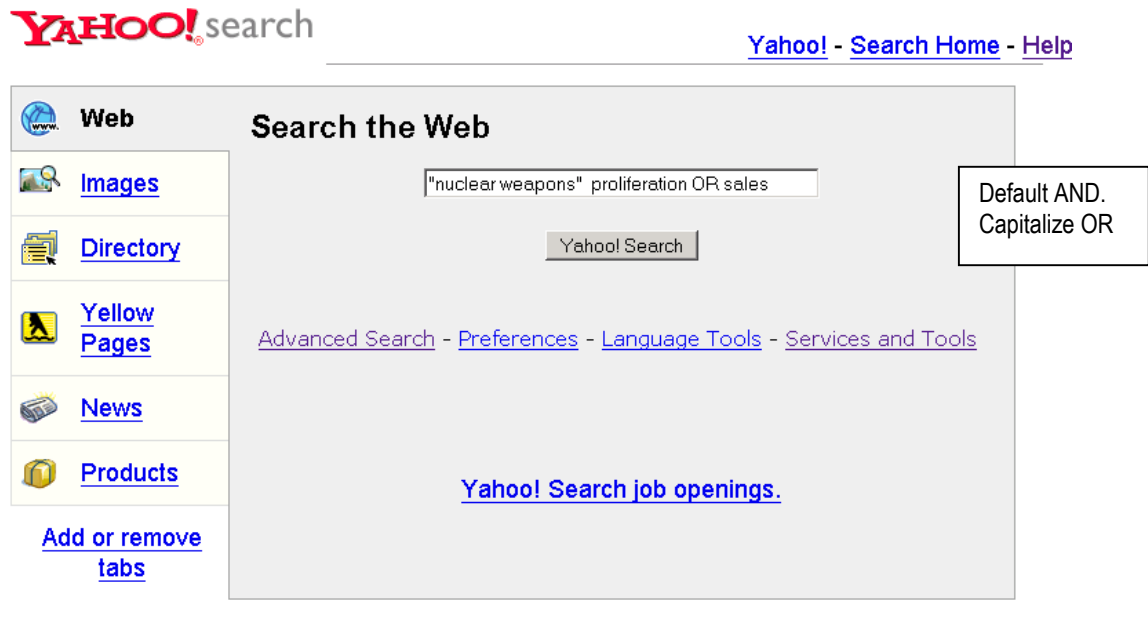 YAHOO!® search
Yahoo! - Search Home - Help
www.
Web
Images
Directory
Yellow
Pages
News
Products
Add or remove
tabs
Search the Web
"nuclear weapons"  proliferation OR sales
Yahoo! Search
Advanced Search - Preferences - Language Tools - Services and Tools
Yahoo! Search job openings.
Default AND.
Capitalize OR